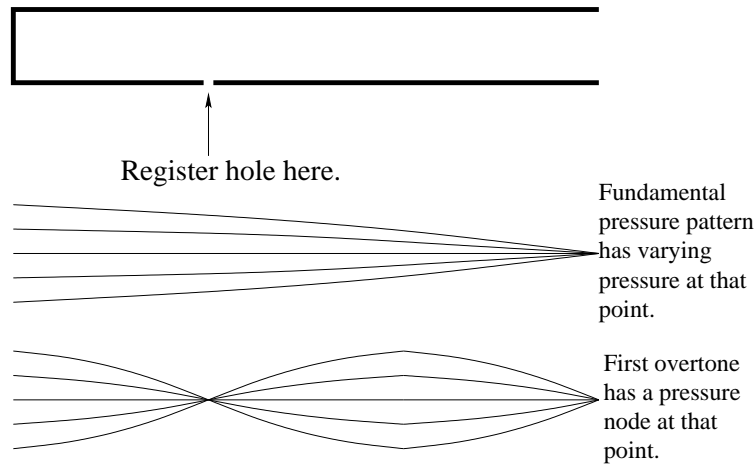 Register hole here.
Fundamental
pressure pattern
has varying
pressure at that
point.
First overtone
has a pressure
node at that
point.